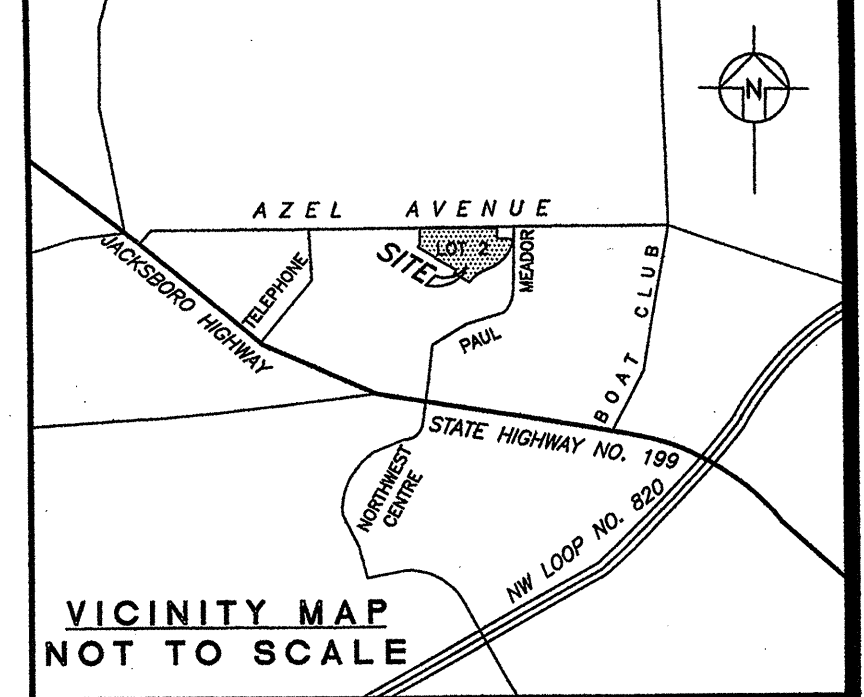 N
AZEL AVENUE
LOT 2
SITE
MEADOR
TELEPHONE
JACKSBORO HIGHWAY
PAUL
BOAT CLUB
STATE HIGHWAY NO. 199
NORTHWEST
CENTRE
NW LOOP NO. 820
VICINITY MAP
NOT TO SCALE